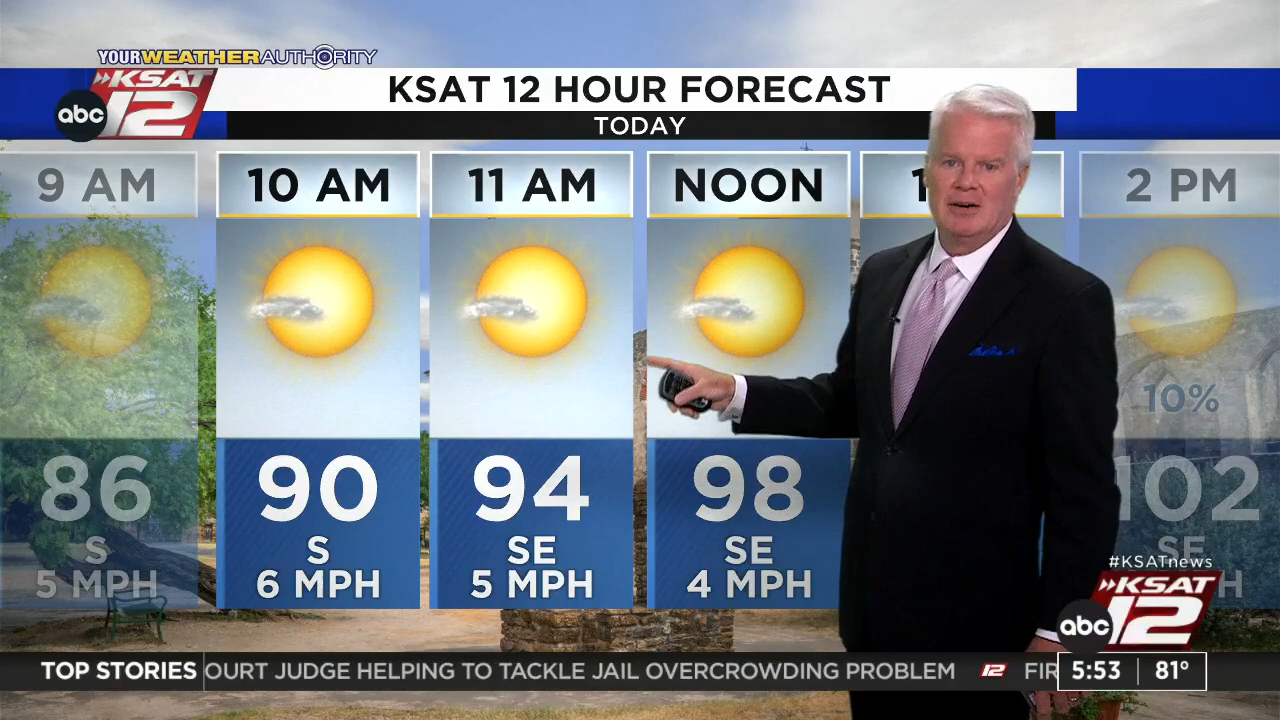 YOUR WEATHER AUTHORITY
KSAT
abc 12
KSAT 12 HOUR FORECAST
TODAY
9 AM
86
S
5 MPH
10 AM
90
S
6 MPH
11 AM
94
SE
5 MPH
NOON
98
SE
4 MPH
2 PM
10%
102
SE
#KSATnews
KSAT
abc 12
TOP STORIES
OURT JUDGE HELPING TO TACKLE JAIL OVERCROWDING PROBLEM 12 FIR
5:53 81°